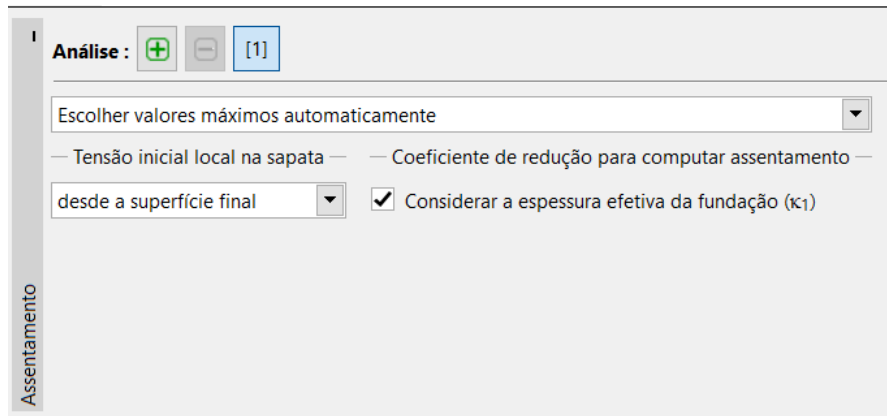 Análise : [1]
Escolher valores máximos automaticamente
Tensão inicial local na sapata Coeficiente de redução para computar assentamento
desde a superfície final Considerar a espessura efetiva da fundação (κ₁)
Assentamento